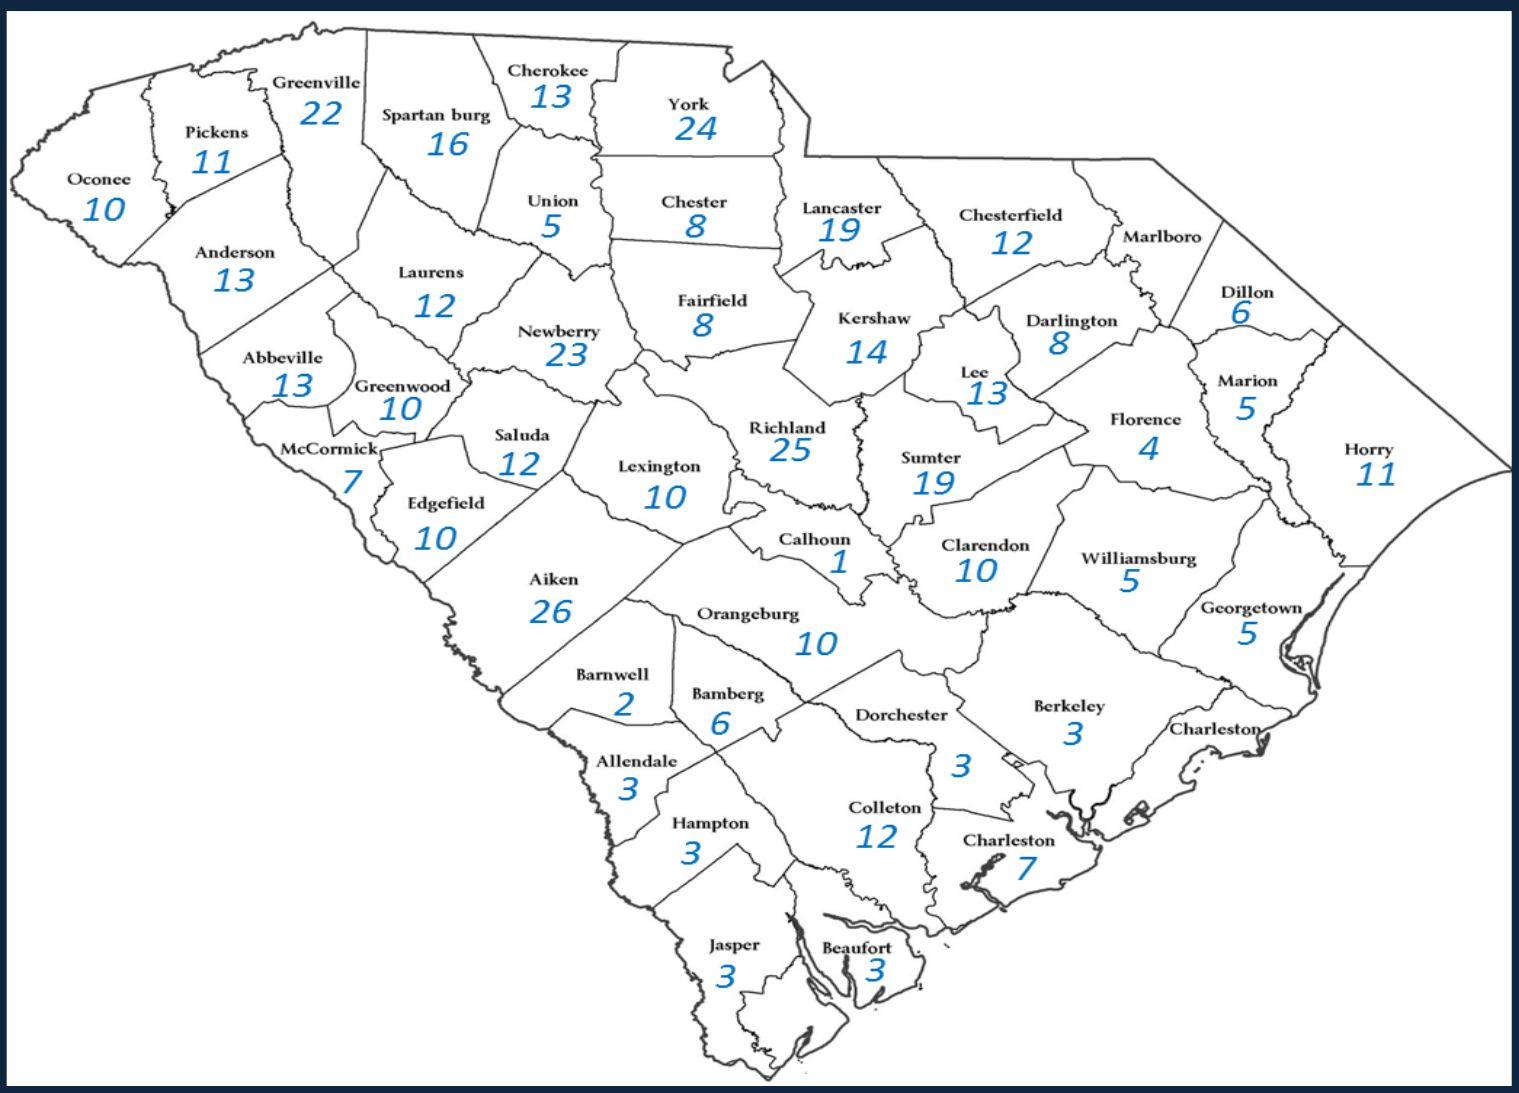 Cherokee
13
Greenville
22
York
24
Spartan burg
16
Pickens
11
Oconee
10
Union
5
Chester
8
Lancaster
19
Chesterfield
12
Marlboro
Anderson
13
Laurens
12
Dillon
6
Fairfield
8
Kershaw
14
Darlington
8
Newberry
23
Abbeville
13
Greenwood
10
Lee
13
Marion
5
Florence
4
Richland
25
Saluda
12
McCormick
7
Horry
11
Sumter
19
Lexington
10
Edgefield
10
Calhoun
1
Clarendon
10
Williamsburg
5
Aiken
26
Georgetown
5
Orangeburg
10
Barnwell
2
Bamberg
6
Berkeley
3
Dorchester
3
Charleston
Allendale
3
Colleton
12
Hampton
3
Charleston
7
Jasper
3
Beaufort
3